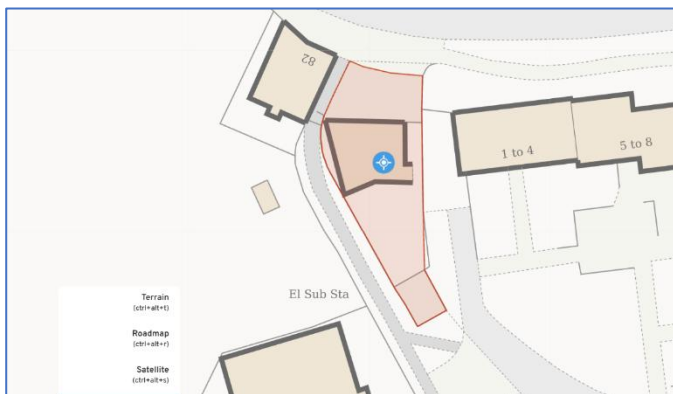 82
1 to 4
5 to 8
El Sub Sta
Terrain
(ctrl+alt+t)
Roadmap
(ctrl+alt+r)
Satellite
(ctrl+alt+s)